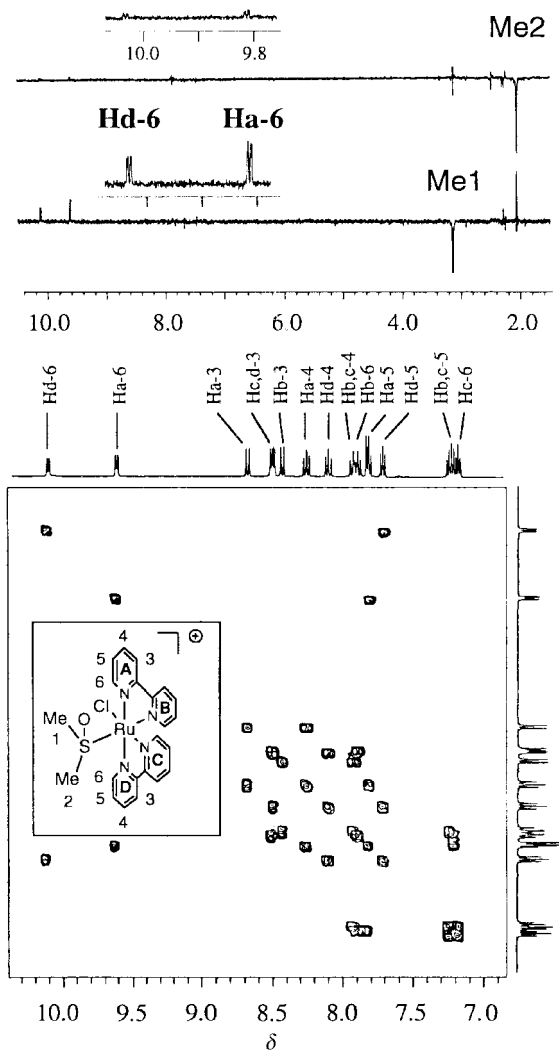 10.0 9.8
Me2
Hd-6 Ha-6
Me1
10.0 8.0 6.0 4.0 2.0
Hd-6
Ha-6
Ha-3
Hc,d-3
Hb-3
Ha-4
Hd-4
Hb,c-4
Hb-6
Ha-5
Hd-5
Hb,c-5
Hc-6
4
5 3
6 A
⊕
N B
Cl N
Me O Ru
1 S N C
Me N
2 6 D
5 3
4
10.0 9.5 9.0 8.5 8.0 7.5 7.0
δ